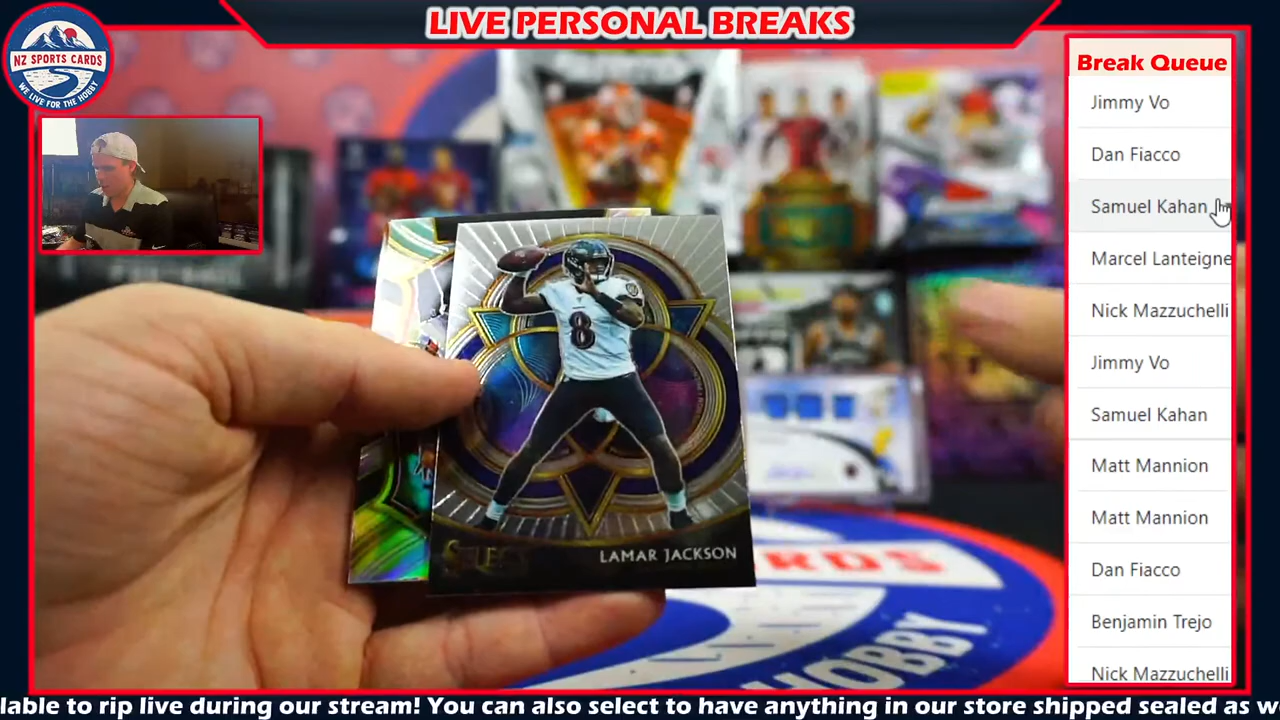 LIVE PERSONAL BREAKS
NZ SPORTS CARDS
WE LIVE FOR THE HOBBY
Break Queue
Jimmy Vo
Dan Fiacco
Samuel Kahan
Marcel Lanteigne
Nick Mazzuchelli
Jimmy Vo
Samuel Kahan
Matt Mannion
Matt Mannion
Dan Fiacco
Benjamin Trejo
Nick Mazzuchelli
8
SELECT
LAMAR JACKSON
CARDS
HOBBY
lable to rip live during our stream! You can also select to have anything in our store shipped sealed as w